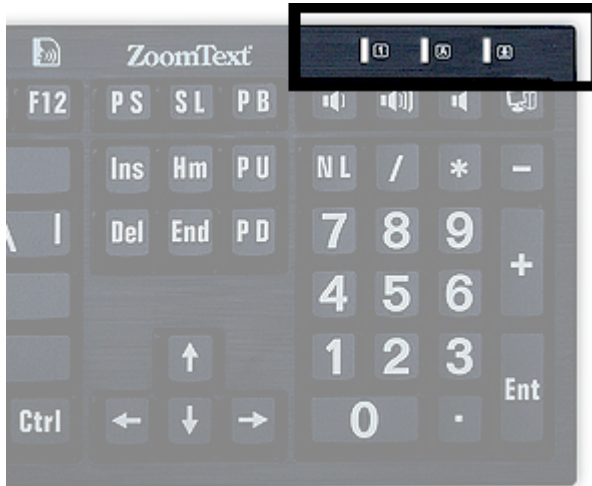 ZoomText 1 A
F12 PS SL PB
Ins Hm PU NL / * -
\ | Del End PD 7 8 9 +
4 5 6
↑ 1 2 3 Ent
Ctrl ← ↓ → 0 .